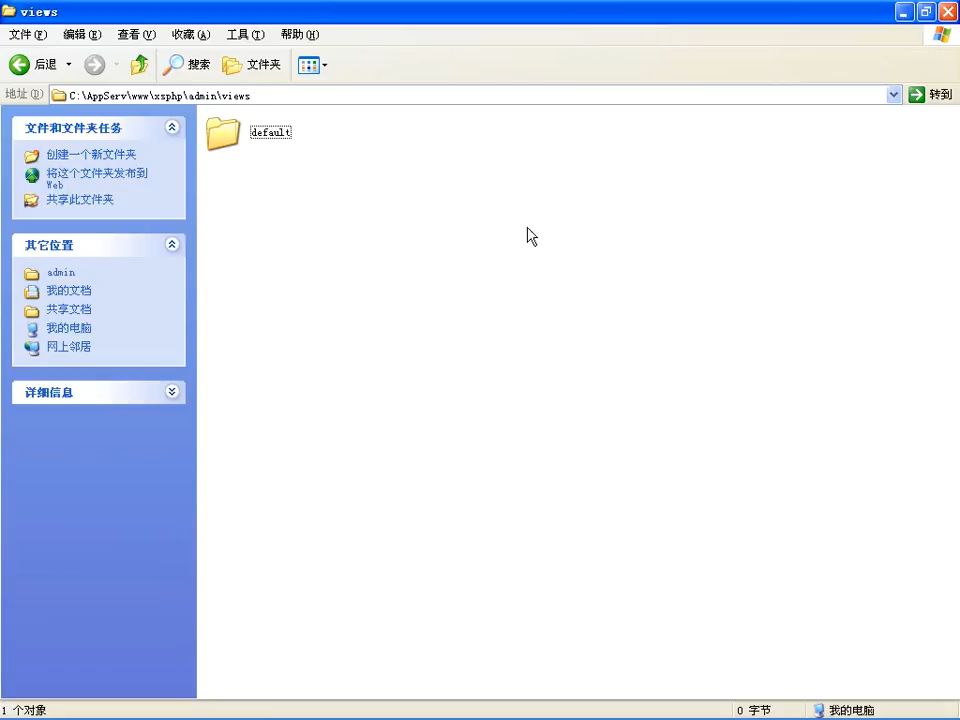 views
文件(F) 编辑(E) 查看(V) 收藏(A) 工具(T) 帮助(H)
后退 搜索 文件夹
地址(D) C:\AppServ\www\xsphp\admin\views 转到
文件和文件夹任务
创建一个新文件夹
将这个文件夹发布到
Web
共享此文件夹
其它位置
admin
我的文档
共享文档
我的电脑
网上邻居
详细信息
default
1 个对象 0 字节 我的电脑